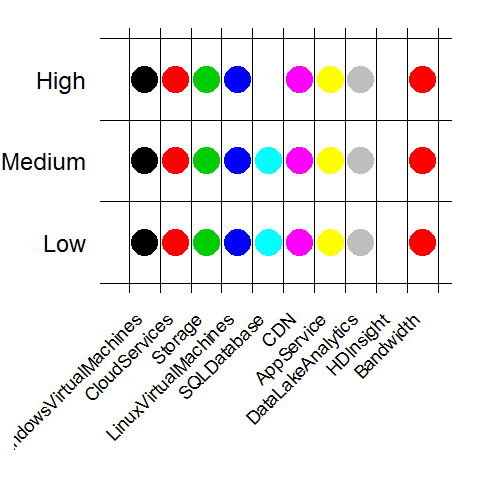 High
Medium
Low
ndowsVirtualMachines
CloudServices
Storage
LinuxVirtualMachines
SQLDatabase
CDN
AppService
DataLakeAnalytics
HDInsight
Bandwidth